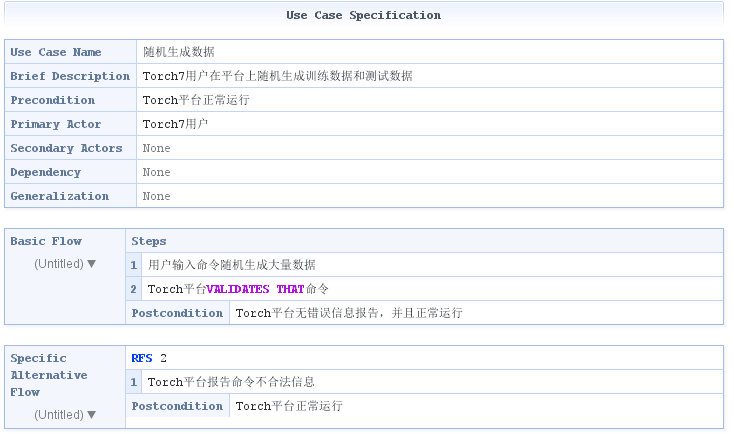 Use Case Specification
Use Case Name 随机生成数据
Brief Description Torch7用户在平台上随机生成训练数据和测试数据
Precondition Torch平台正常运行
Primary Actor Torch7用户
Secondary Actors None
Dependency None
Generalization None
Basic Flow Steps
(Untitled) ▼
1 用户输入命令随机生成大量数据
2 Torch平台VALIDATES THAT命令
Postcondition Torch平台无错误信息报告，并且正常运行
Specific Alternative Flow RFS 2
(Untitled) ▼
1 Torch平台报告命令不合法信息
Postcondition Torch平台正常运行